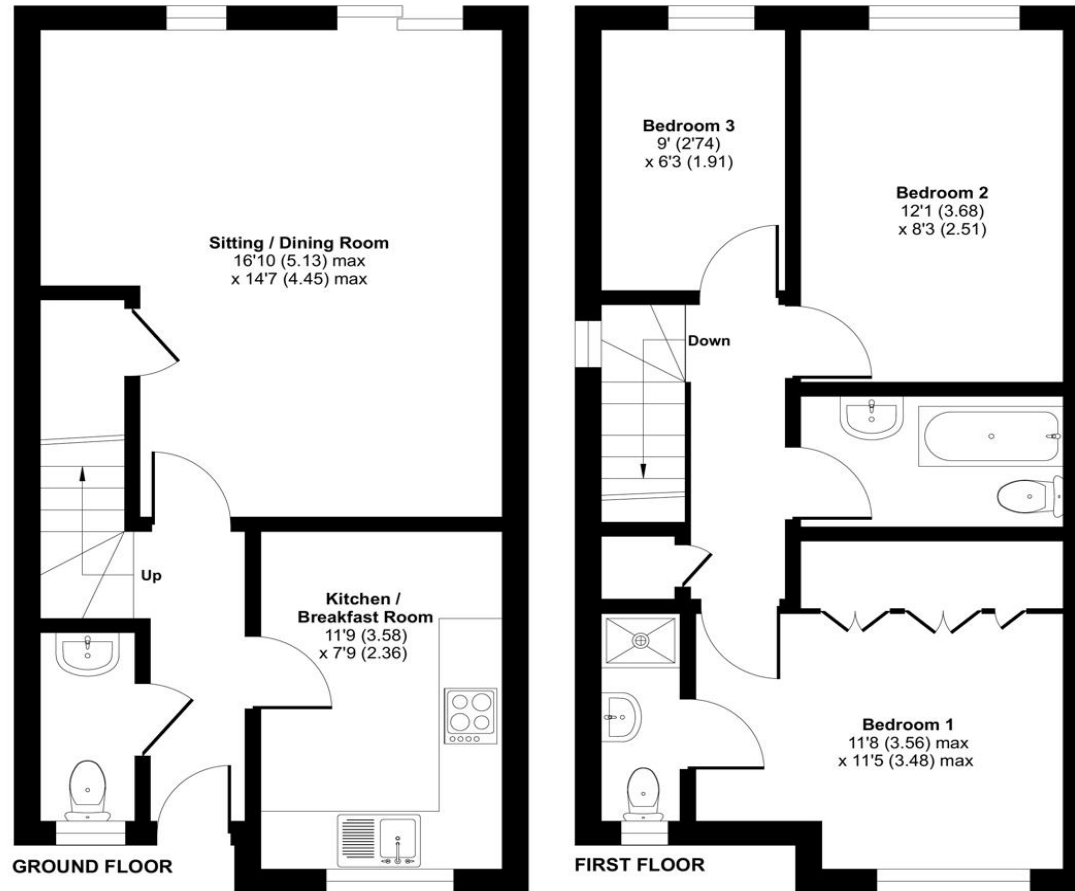 Sitting / Dining Room
16'10 (5.13) max
x 14'7 (4.45) max
Up
Kitchen /
Breakfast Room
11'9 (3.58)
x 7'9 (2.36)
GROUND FLOOR
Bedroom 3
9' (2'74)
x 6'3 (1.91)
Bedroom 2
12'1 (3.68)
x 8'3 (2.51)
Down
Bedroom 1
11'8 (3.56) max
x 11'5 (3.48) max
FIRST FLOOR